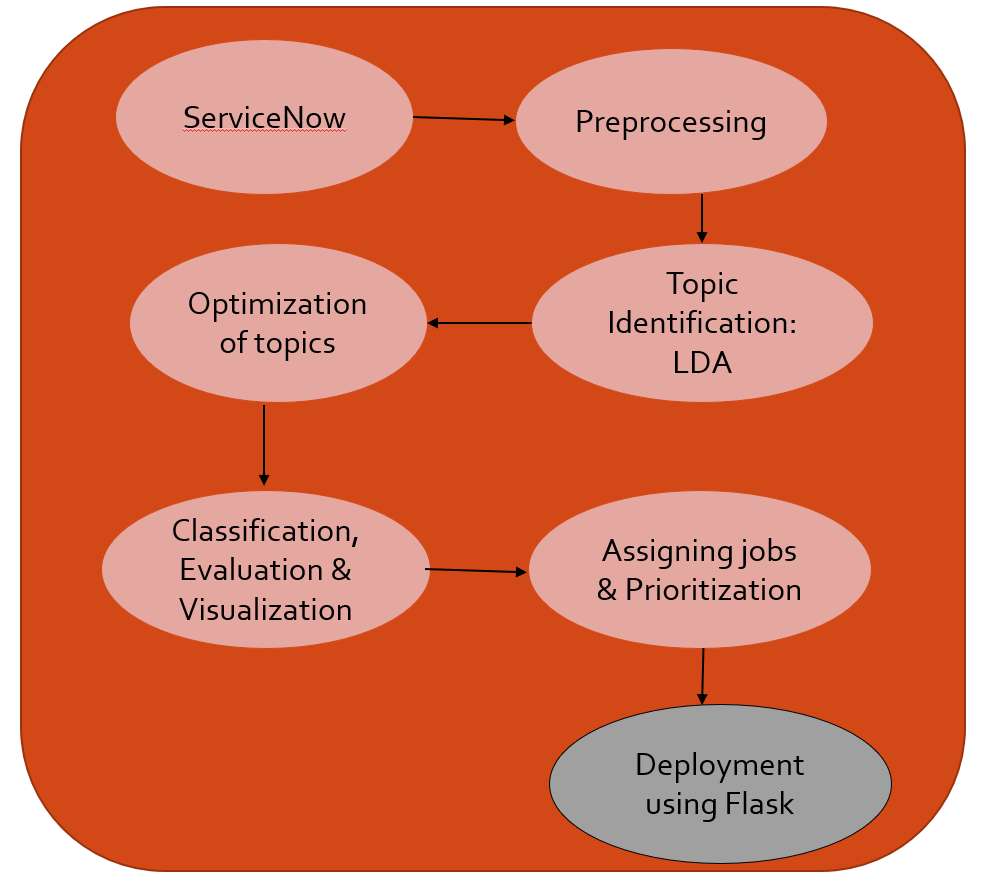 ServiceNow
Preprocessing
Topic
Identification:
LDA
Optimization
of topics
Classification,
Evaluation &
Visualization
Assigning jobs
& Prioritization
Deployment
using Flask